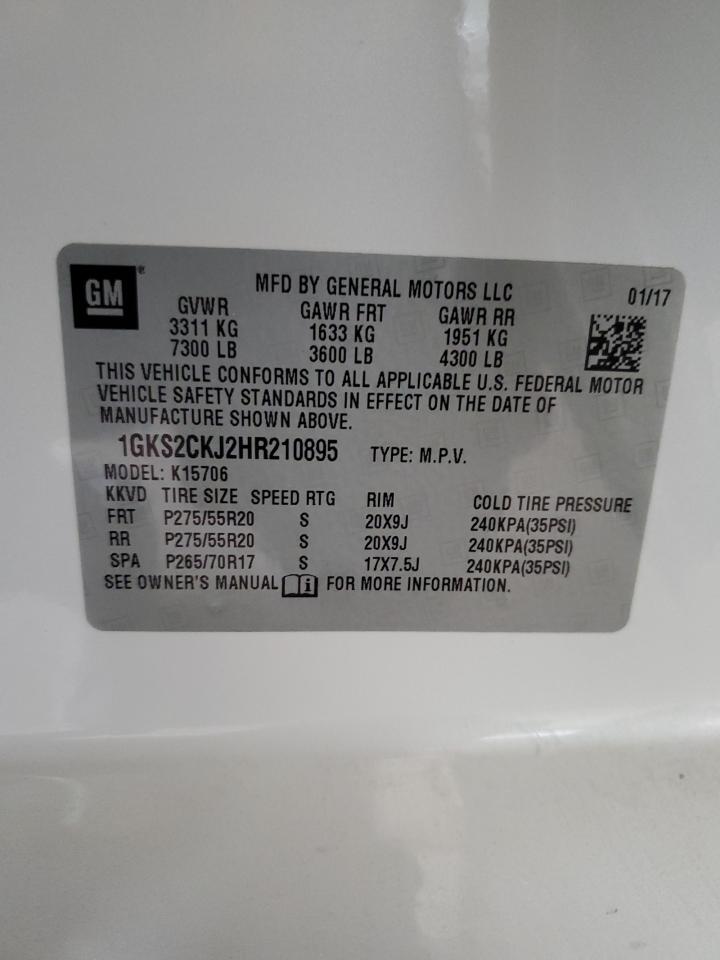 GM®
MFD BY GENERAL MOTORS LLC
01/17
GVWR GAWR FRT GAWR RR
3311 KG 1633 KG 1951 KG
7300 LB 3600 LB 4300 LB
THIS VEHICLE CONFORMS TO ALL APPLICABLE U.S. FEDERAL MOTOR
VEHICLE SAFETY STANDARDS IN EFFECT ON THE DATE OF
MANUFACTURE SHOWN ABOVE.
1GKS2CKJ2HR210895 TYPE: M.P.V.
MODEL: K15706
KKVD TIRE SIZE SPEED RTG RIM COLD TIRE PRESSURE
FRT P275/55R20 S 20X9J 240KPA(35PSI)
RR P275/55R20 S 20X9J 240KPA(35PSI)
SPA P265/70R17 S 17X7.5J 240KPA(35PSI)
SEE OWNER'S MANUAL i FOR MORE INFORMATION.